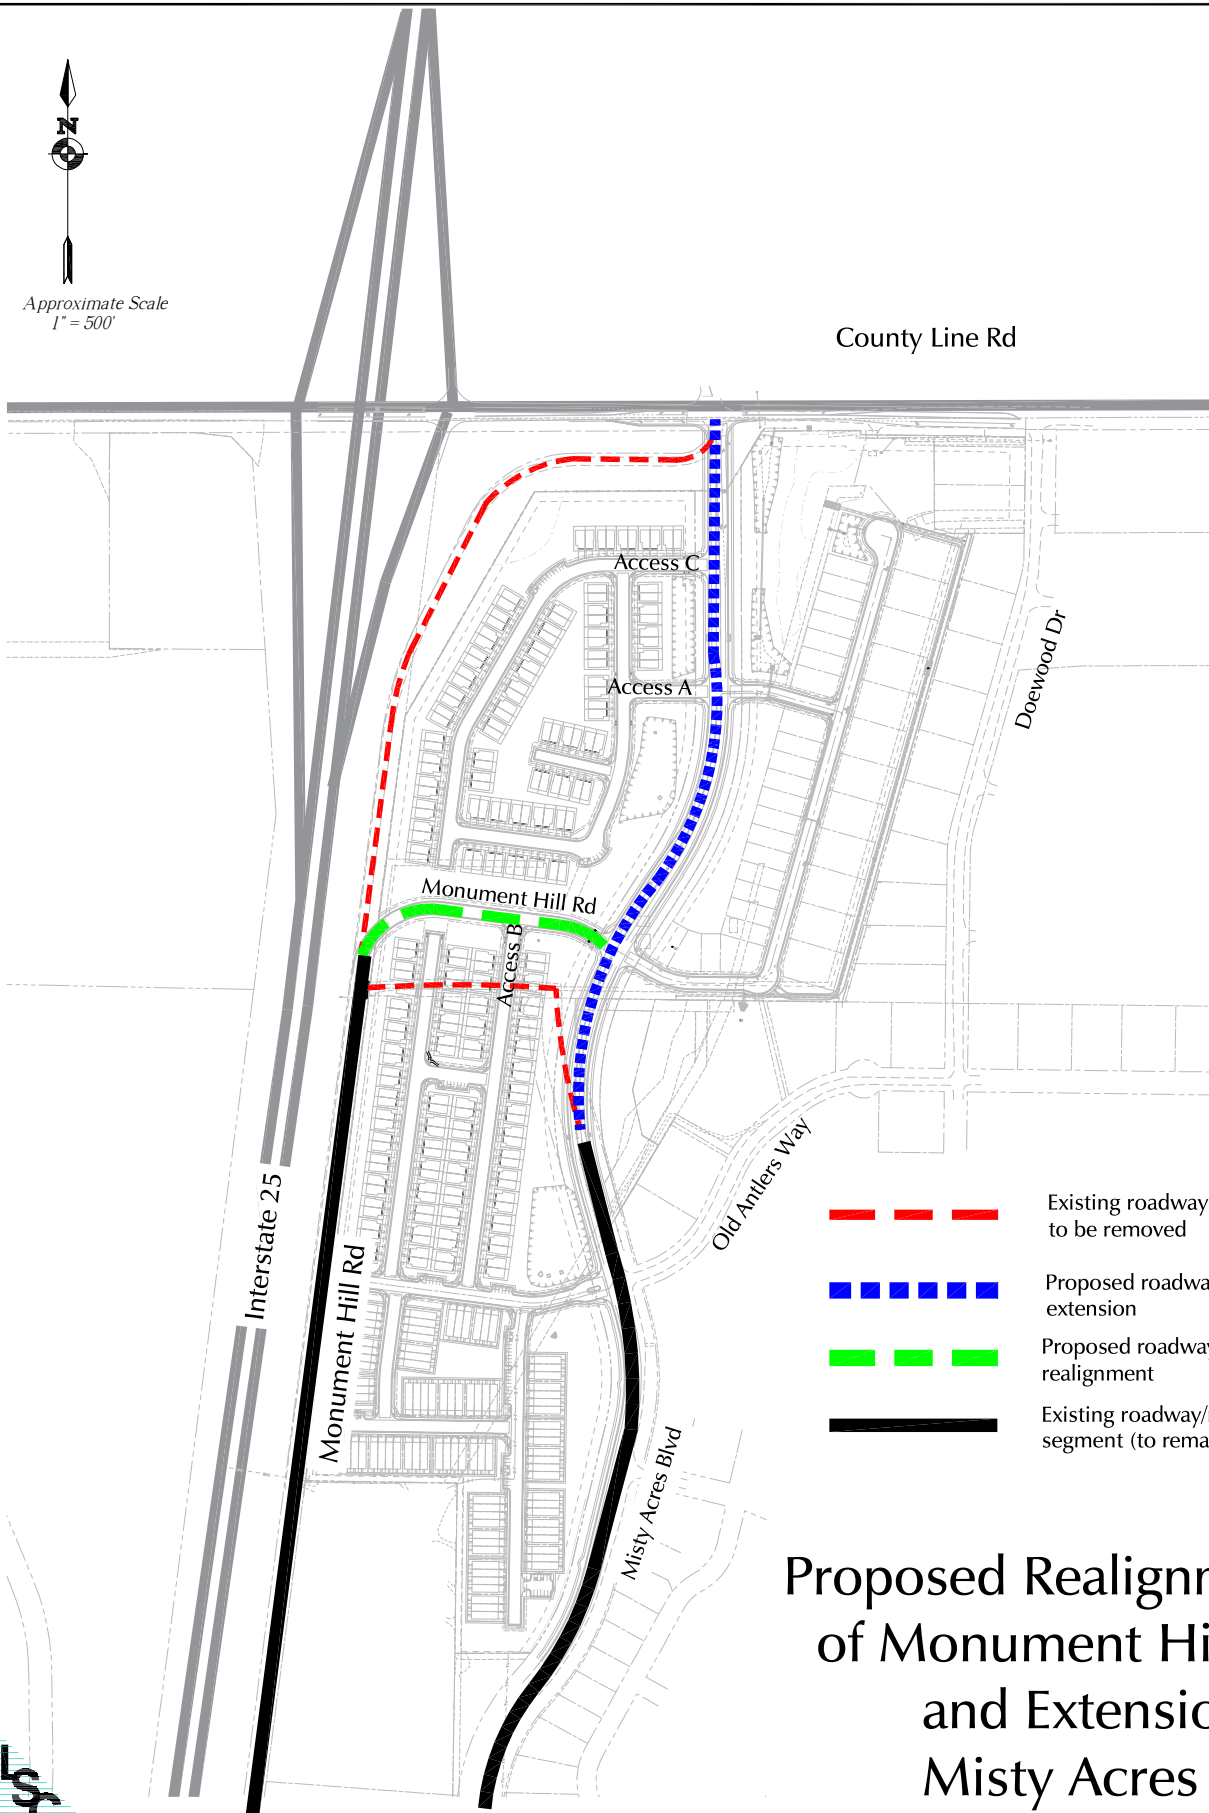 N
Approximate Scale
1" = 500'
County Line Rd
Access C
Access A
Doewood Dr
Monument Hill Rd
Access B
Old Antlers Way
Interstate 25
Monument Hill Rd
Misty Acres Blvd
Existing roadway
to be removed
Proposed roadwa
extension
Proposed roadway
realignment
Existing roadway/
segment (to rema
Proposed Realignm
of Monument Hi
and Extensio
Misty Acres
LSC